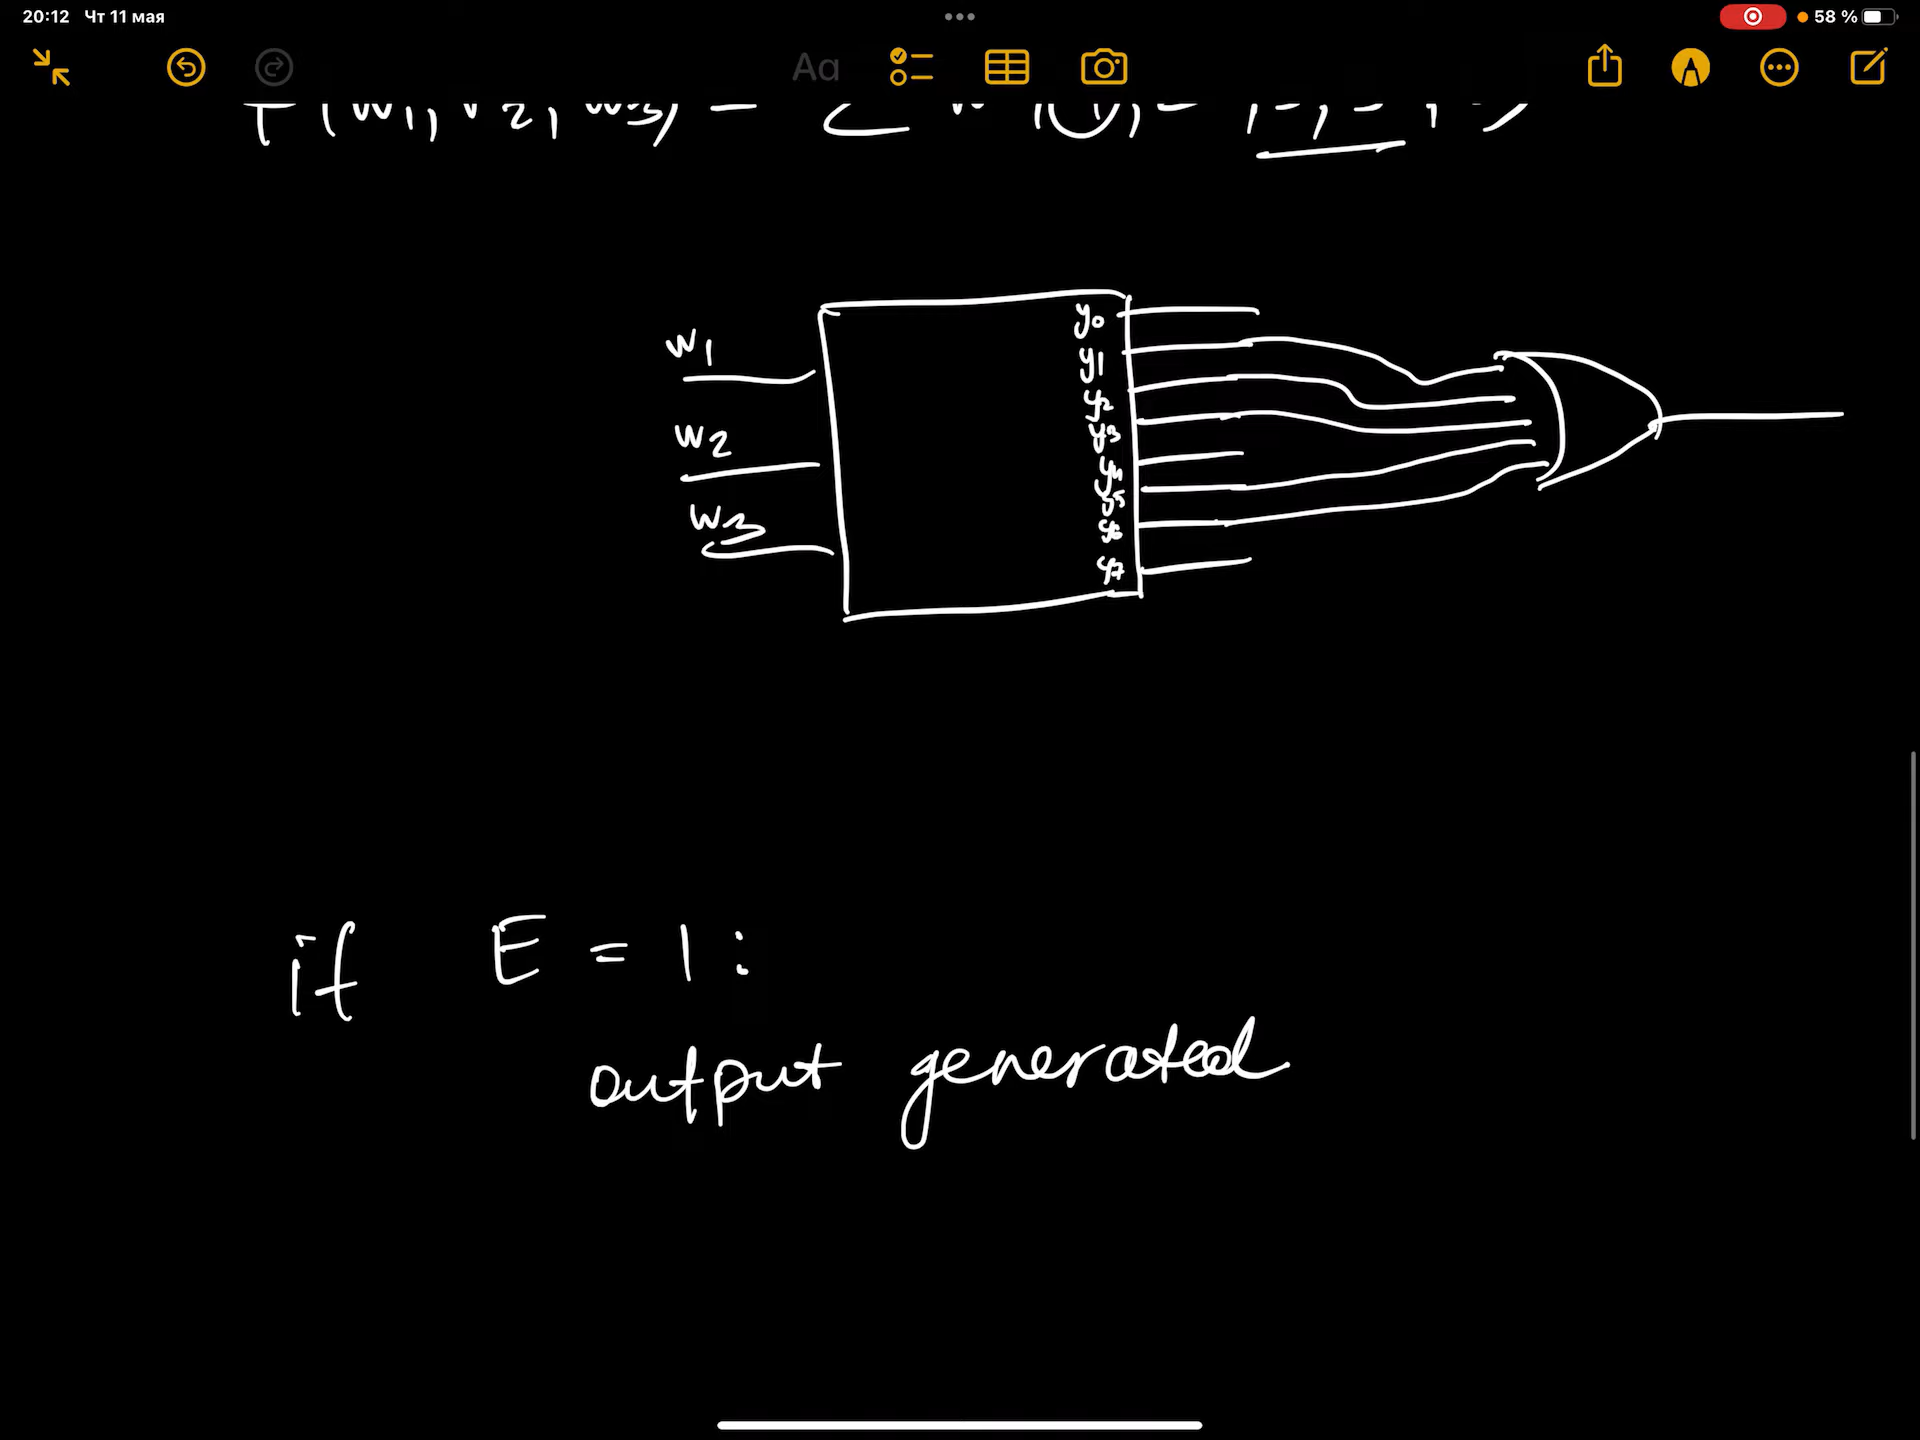 20:12 Чт 11 мая
58 %
Aa
w1
w2
w3
y0
y1
y2
y3
y4
y5
y6
y7
if E = 1 :
output generated